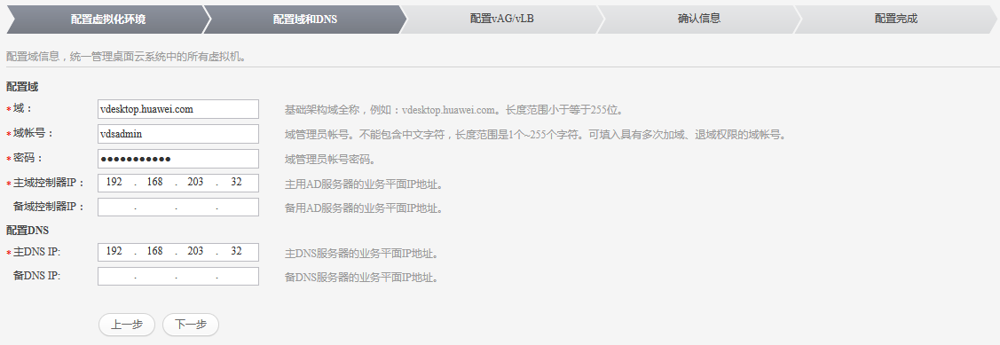 配置虚拟化环境 配置域和DNS 配置vAG/vLB 确认信息 配置完成
配置域信息，统一管理桌面云系统中的所有虚拟机。
配置域
*域： vdesktop.huawei.com 基础架构域全称，例如：vdesktop.huawei.com。长度范围小于等于255位。
*域帐号： vdsadmin 域管理员帐号。不能包含中文字符，长度范围是1个~255个字符。可填入具有多次加域、退域权限的域帐号。
*密码： ●●●●●●●●●●● 域管理员帐号密码。
*主域控制器IP： 192 . 168 . 203 . 32 主用AD服务器的业务平面IP地址。
备域控制器IP： . . . 备用AD服务器的业务平面IP地址。
配置DNS
*主DNS IP: 192 . 168 . 203 . 32 主DNS服务器的业务平面IP地址。
备DNS IP: . . . 备DNS服务器的业务平面IP地址。
上一步 下一步